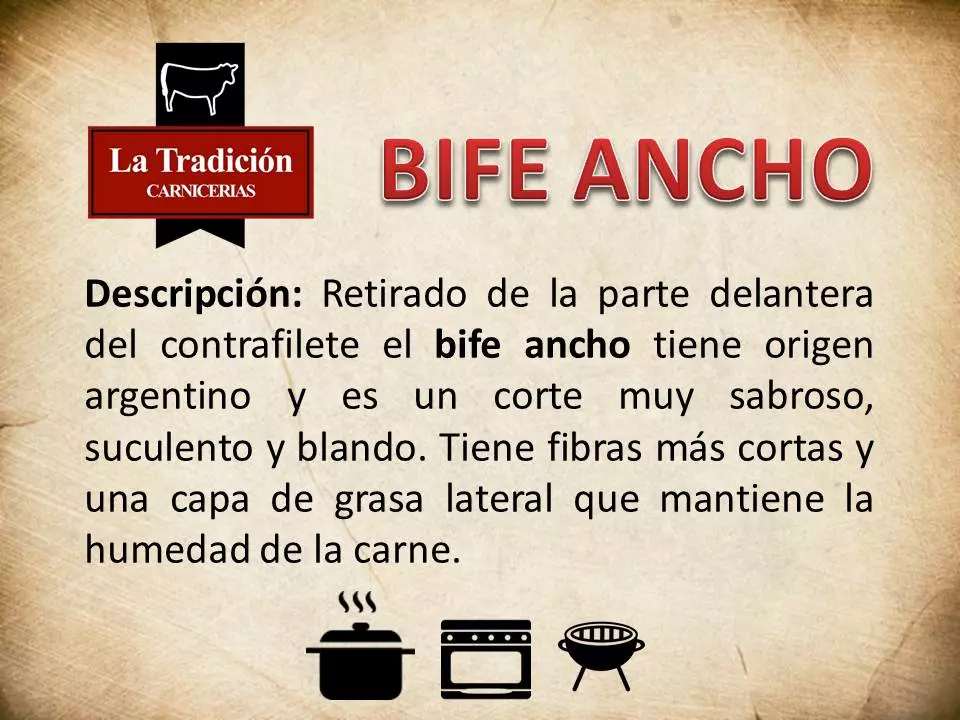 La Tradición
CARNICERIAS
BIFE ANCHO
Descripción: Retirado de la parte delantera
del contrafilete el bife ancho tiene origen
argentino y es un corte muy sabroso,
suculento y blando. Tiene fibras más cortas y
una capa de grasa lateral que mantiene la
humedad de la carne.